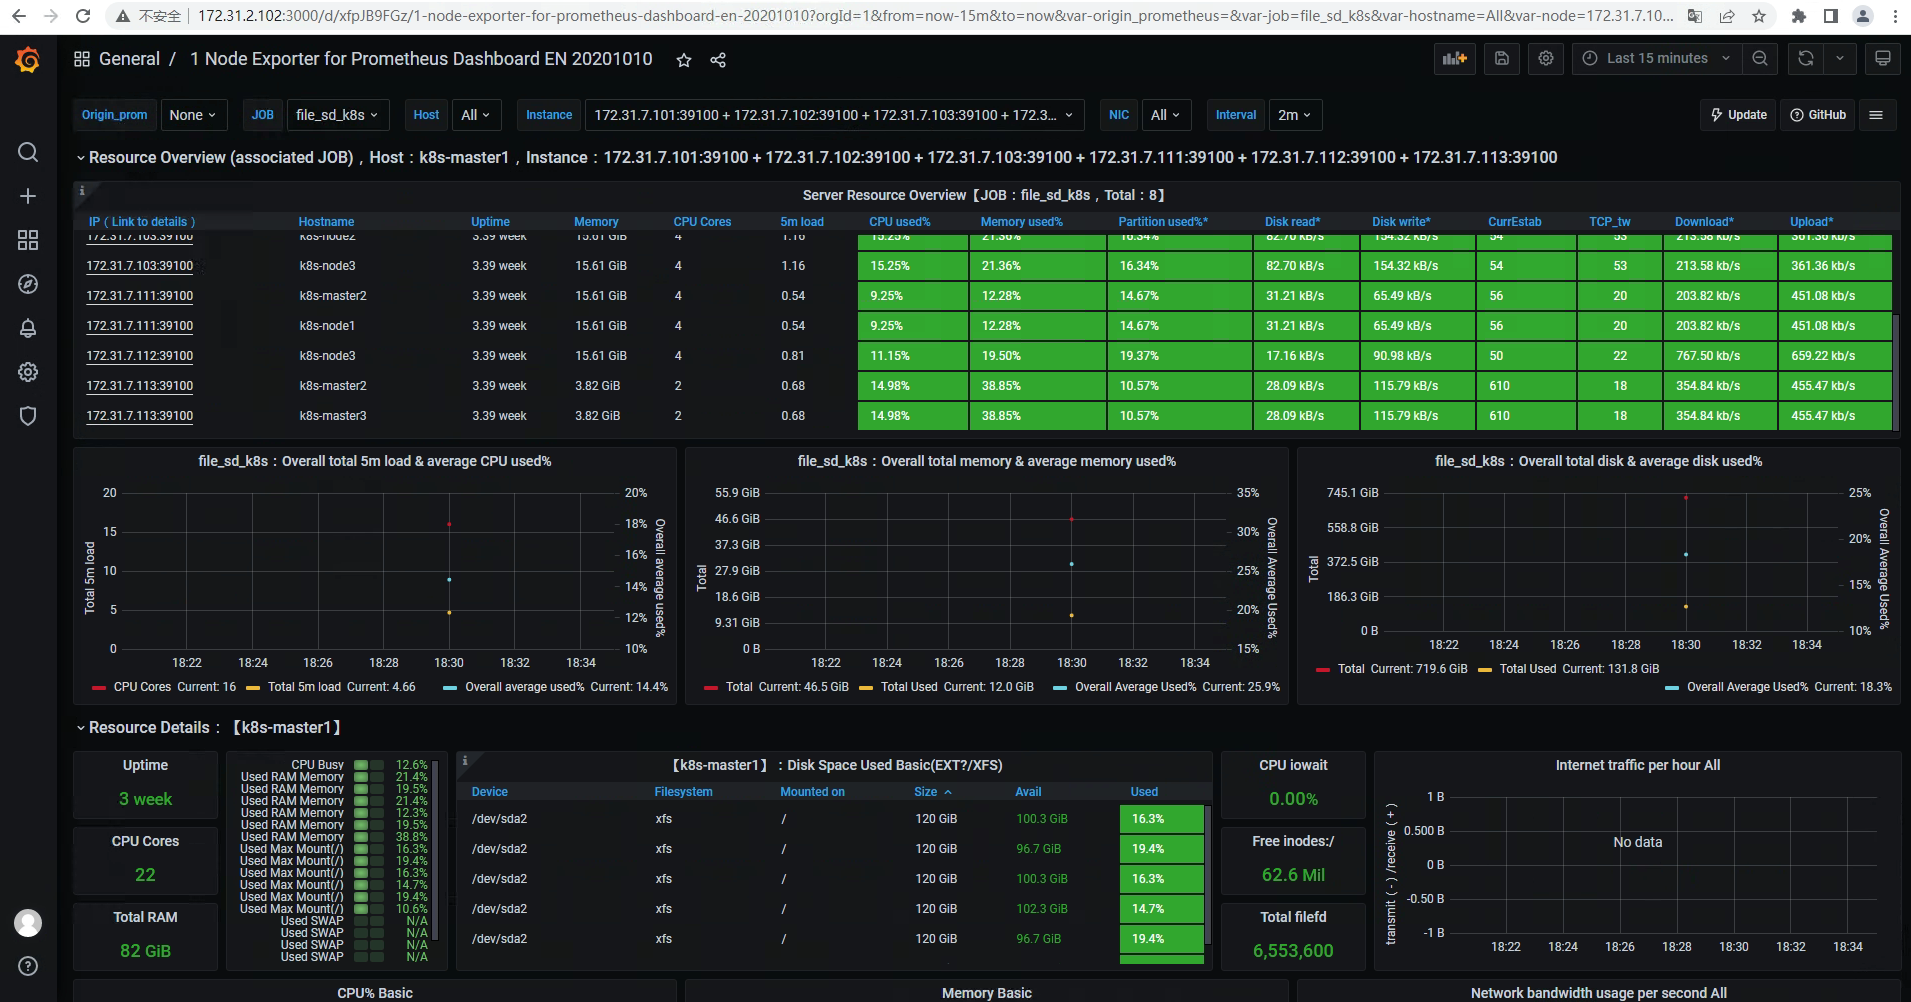 不安全 | 172.31.2.102:3000/d/xfpJB9FGz/1-node-exporter-for-prometheus-dashboard-en-20201010?orgId=1&from=now-15m&to=now&var-origin_prometheus=&var-job=file_sd_k8s&var-hostname=All&var-node=172.31.7.10...
General / 1 Node Exporter for Prometheus Dashboard EN 20201010 Last 15 minutes
Origin_prom None JOB file_sd_k8s Host All Instance 172.31.7.101:39100 + 172.31.7.102:39100 + 172.31.7.103:39100 + 172.3... NIC All Interval 2m Update GitHub
Resource Overview (associated JOB)，Host：k8s-master1，Instance：172.31.7.101:39100 + 172.31.7.102:39100 + 172.31.7.103:39100 + 172.31.7.111:39100 + 172.31.7.112:39100 + 172.31.7.113:39100
Server Resource Overview【JOB：file_sd_k8s，Total：8】
IP（Link to details） Hostname Uptime Memory CPU Cores 5m load CPU used% Memory used% Partition used%* Disk read* Disk write* CurrEstab TCP_tw Download* Upload*
172.31.7.103:39100 k8s-node2 3.39 week 15.61 GiB 4 1.16 15.25% 21.36% 16.34% 82.70 kB/s 154.32 kB/s 54 53 213.58 kb/s 361.36 kb/s
172.31.7.103:39100 k8s-node3 3.39 week 15.61 GiB 4 1.16 15.25% 21.36% 16.34% 82.70 kB/s 154.32 kB/s 54 53 213.58 kb/s 361.36 kb/s
172.31.7.111:39100 k8s-master2 3.39 week 15.61 GiB 4 0.54 9.25% 12.28% 14.67% 31.21 kB/s 65.49 kB/s 56 20 203.82 kb/s 451.08 kb/s
172.31.7.111:39100 k8s-node1 3.39 week 15.61 GiB 4 0.54 9.25% 12.28% 14.67% 31.21 kB/s 65.49 kB/s 56 20 203.82 kb/s 451.08 kb/s
172.31.7.112:39100 k8s-node3 3.39 week 15.61 GiB 4 0.81 11.15% 19.50% 19.37% 17.16 kB/s 90.98 kB/s 50 22 767.50 kb/s 659.22 kb/s
172.31.7.113:39100 k8s-master2 3.39 week 3.82 GiB 2 0.68 14.98% 38.85% 10.57% 28.09 kB/s 115.79 kB/s 610 18 354.84 kb/s 455.47 kb/s
172.31.7.113:39100 k8s-master3 3.39 week 3.82 GiB 2 0.68 14.98% 38.85% 10.57% 28.09 kB/s 115.79 kB/s 610 18 354.84 kb/s 455.47 kb/s
file_sd_k8s：Overall total 5m load & average CPU used%
Total 5m load
20
15
10
5
0
20%
18%
16%
14%
12%
10%
Overall average used%
18:22 18:24 18:26 18:28 18:30 18:32 18:34
CPU Cores Current: 16 Total 5m load Current: 4.66 Overall average used% Current: 14.4%
file_sd_k8s：Overall total memory & average memory used%
Total
55.9 GiB
46.6 GiB
37.3 GiB
27.9 GiB
18.6 GiB
9.31 GiB
0 B
35%
30%
25%
20%
15%
Overall Average Used%
18:22 18:24 18:26 18:28 18:30 18:32 18:34
Total Current: 46.5 GiB Total Used Current: 12.0 GiB Overall Average Used% Current: 25.9%
file_sd_k8s：Overall total disk & average disk used%
Total
745.1 GiB
558.8 GiB
372.5 GiB
186.3 GiB
0 B
25%
20%
15%
10%
Overall Average Used%
18:22 18:24 18:26 18:28 18:30 18:32 18:34
Total Current: 719.6 GiB Total Used Current: 131.8 GiB
Overall Average Used% Current: 18.3%
Resource Details：【k8s-master1】
Uptime
3 week
CPU Cores
22
Total RAM
82 GiB
CPU Busy 12.6%
Used RAM Memory 21.4%
Used RAM Memory 19.5%
Used RAM Memory 21.4%
Used RAM Memory 12.3%
Used RAM Memory 19.5%
Used RAM Memory 38.8%
Used Max Mount(/) 16.3%
Used Max Mount(/) 19.4%
Used Max Mount(/) 16.3%
Used Max Mount(/) 14.7%
Used Max Mount(/) 19.4%
Used Max Mount(/) 10.6%
Used SWAP N/A
Used SWAP N/A
Used SWAP N/A
Used SWAP N/A
【k8s-master1】：Disk Space Used Basic(EXT?/XFS)
Device Filesystem Mounted on Size Avail Used
/dev/sda2 xfs / 120 GiB 100.3 GiB 16.3%
/dev/sda2 xfs / 120 GiB 96.7 GiB 19.4%
/dev/sda2 xfs / 120 GiB 100.3 GiB 16.3%
/dev/sda2 xfs / 120 GiB 102.3 GiB 14.7%
/dev/sda2 xfs / 120 GiB 96.7 GiB 19.4%
CPU iowait
0.00%
Free inodes:/
62.6 Mil
Total filefd
6,553,600
Internet traffic per hour All
transmit（-）/receive（+）
1 B
0.500 B
0 B
-0.50 B
-1 B
No data
18:22 18:24 18:26 18:28 18:30 18:32 18:34
CPU% Basic
Memory Basic
Network bandwidth usage per second All